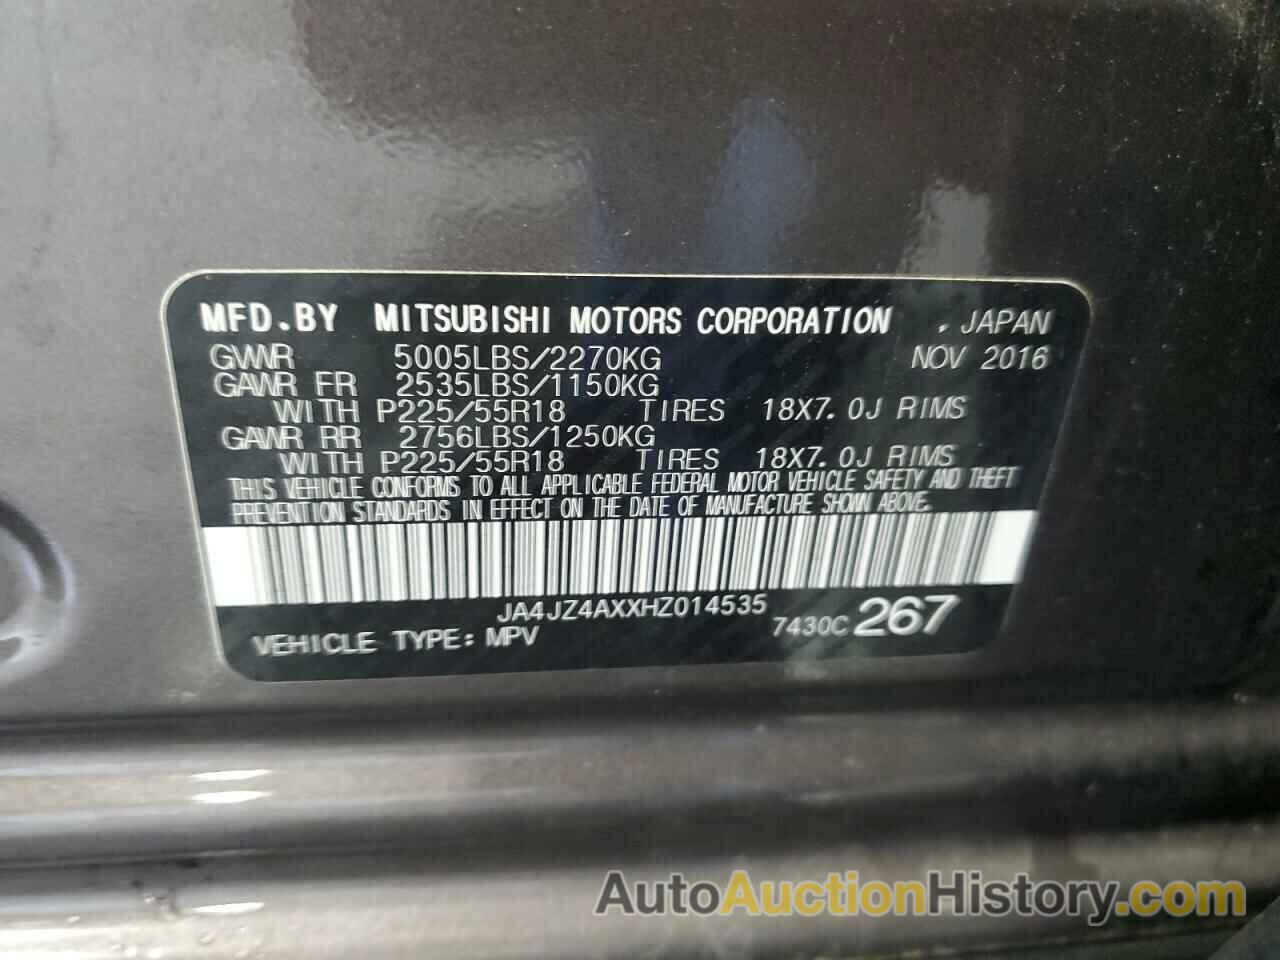 MFD.BY MITSUBISHI MOTORS CORPORATION , JAPAN
GVWR 5005LBS/2270KG NOV 2016
GAWR FR 2535LBS/1150KG
WITH P225/55R18 TIRES 18X7.0J RIMS
GAWR RR 2756LBS/1250KG
WITH P225/55R18 TIRES 18X7.0J RIMS
THIS VEHICLE CONFORMS TO ALL APPLICABLE FEDERAL MOTOR VEHICLE SAFETY AND THEFT
PREVENTION STANDARDS IN EFFECT ON THE DATE OF MANUFACTURE SHOWN ABOVE.
JA4JZ4AXXHZ014535
VEHICLE TYPE: MPV 7430C 267
AutoAuctionHistory.com